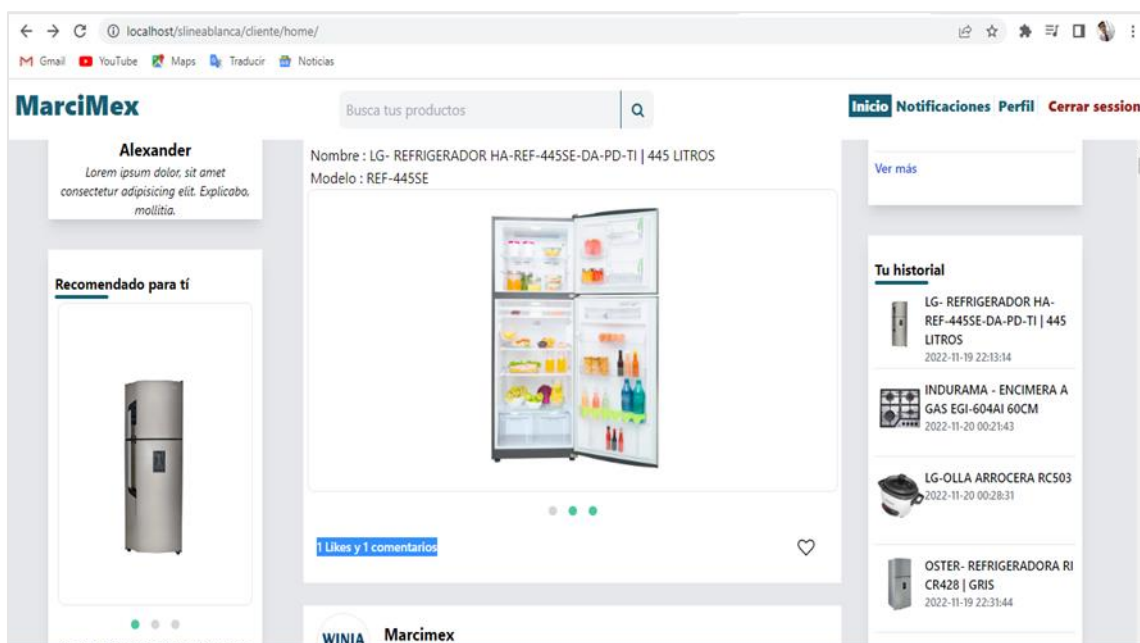 localhost/slineablanca/cliente/home/
Gmail YouTube Maps Traducir Noticias
MarciMex
Busca tus productos
Inicio Notificaciones Perfil Cerrar session
Alexander
Lorem ipsum dolor, sit amet
consectetur adipisicing elit. Explicabo,
mollitia.
Recomendado para tí
Nombre : LG- REFRIGERADOR HA-REF-445SE-DA-PD-TI | 445 LITROS
Modelo : REF-445SE
1 Likes y 1 comentarios
WINIA
Marcimex
Ver más
Tu historial
LG- REFRIGERADOR HA-
REF-445SE-DA-PD-TI | 445
LITROS
2022-11-19 22:13:14
INDURAMA - ENCIMERA A
GAS EGI-604AI 60CM
2022-11-20 00:21:43
LG-OLLA ARROCERA RC503
2022-11-20 00:28:31
OSTER- REFRIGERADORA RI
CR428 | GRIS
2022-11-19 22:31:44